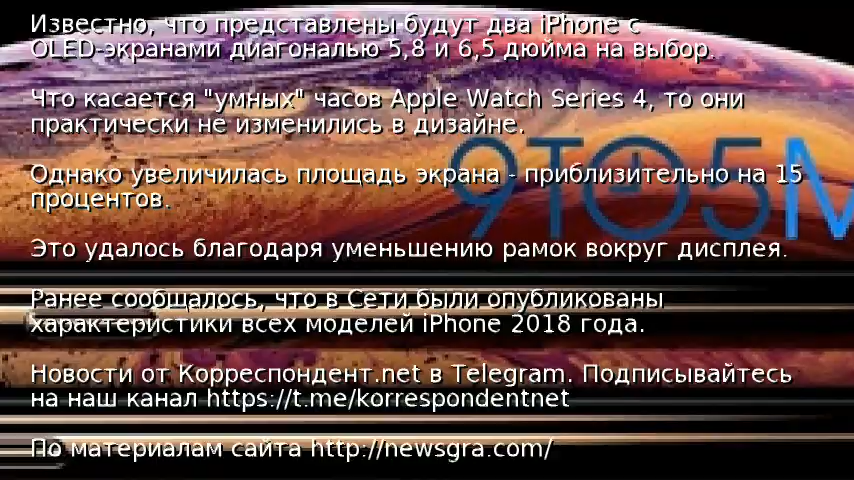 Известно, что представлены будут два iPhone с
OLED-экранами диагональю 5,8 и 6,5 дюйма на выбор.
Что касается "умных" часов Apple Watch Series 4, то они
практически не изменились в дизайне.
9TO5M
Однако увеличилась площадь экрана - приблизительно на 15
процентов.
Это удалось благодаря уменьшению рамок вокруг дисплея.
Ранее сообщалось, что в Сети были опубликованы
характеристики всех моделей iPhone 2018 года.
Новости от Корреспондент.net в Telegram. Подписывайтесь
на наш канал https://t.me/korrespondentnet
По материалам сайта http://newsgra.com/